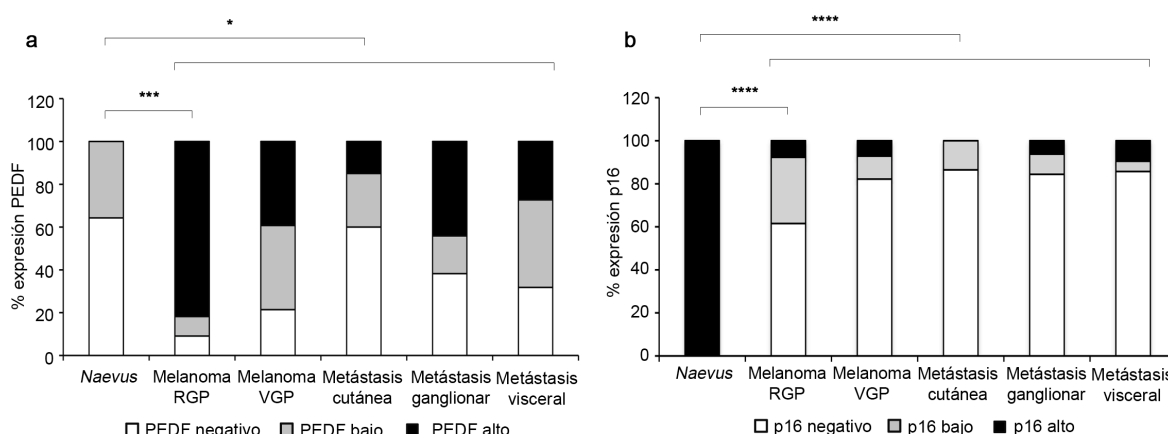 a
*
***
% expresión PEDF
120
100
80
60
40
20
0
Naevus
Melanoma RGP
Melanoma VGP
Metástasis cutánea
Metástasis ganglionar
Metástasis visceral
PEDF negativo PEDF bajo PEDF alto
b
****
****
% expresión p16
120
100
80
60
40
20
0
Naevus
Melanoma RGP
Melanoma VGP
Metástasis cutánea
Metástasis ganglionar
Metástasis visceral
p16 negativo p16 bajo p16 alto